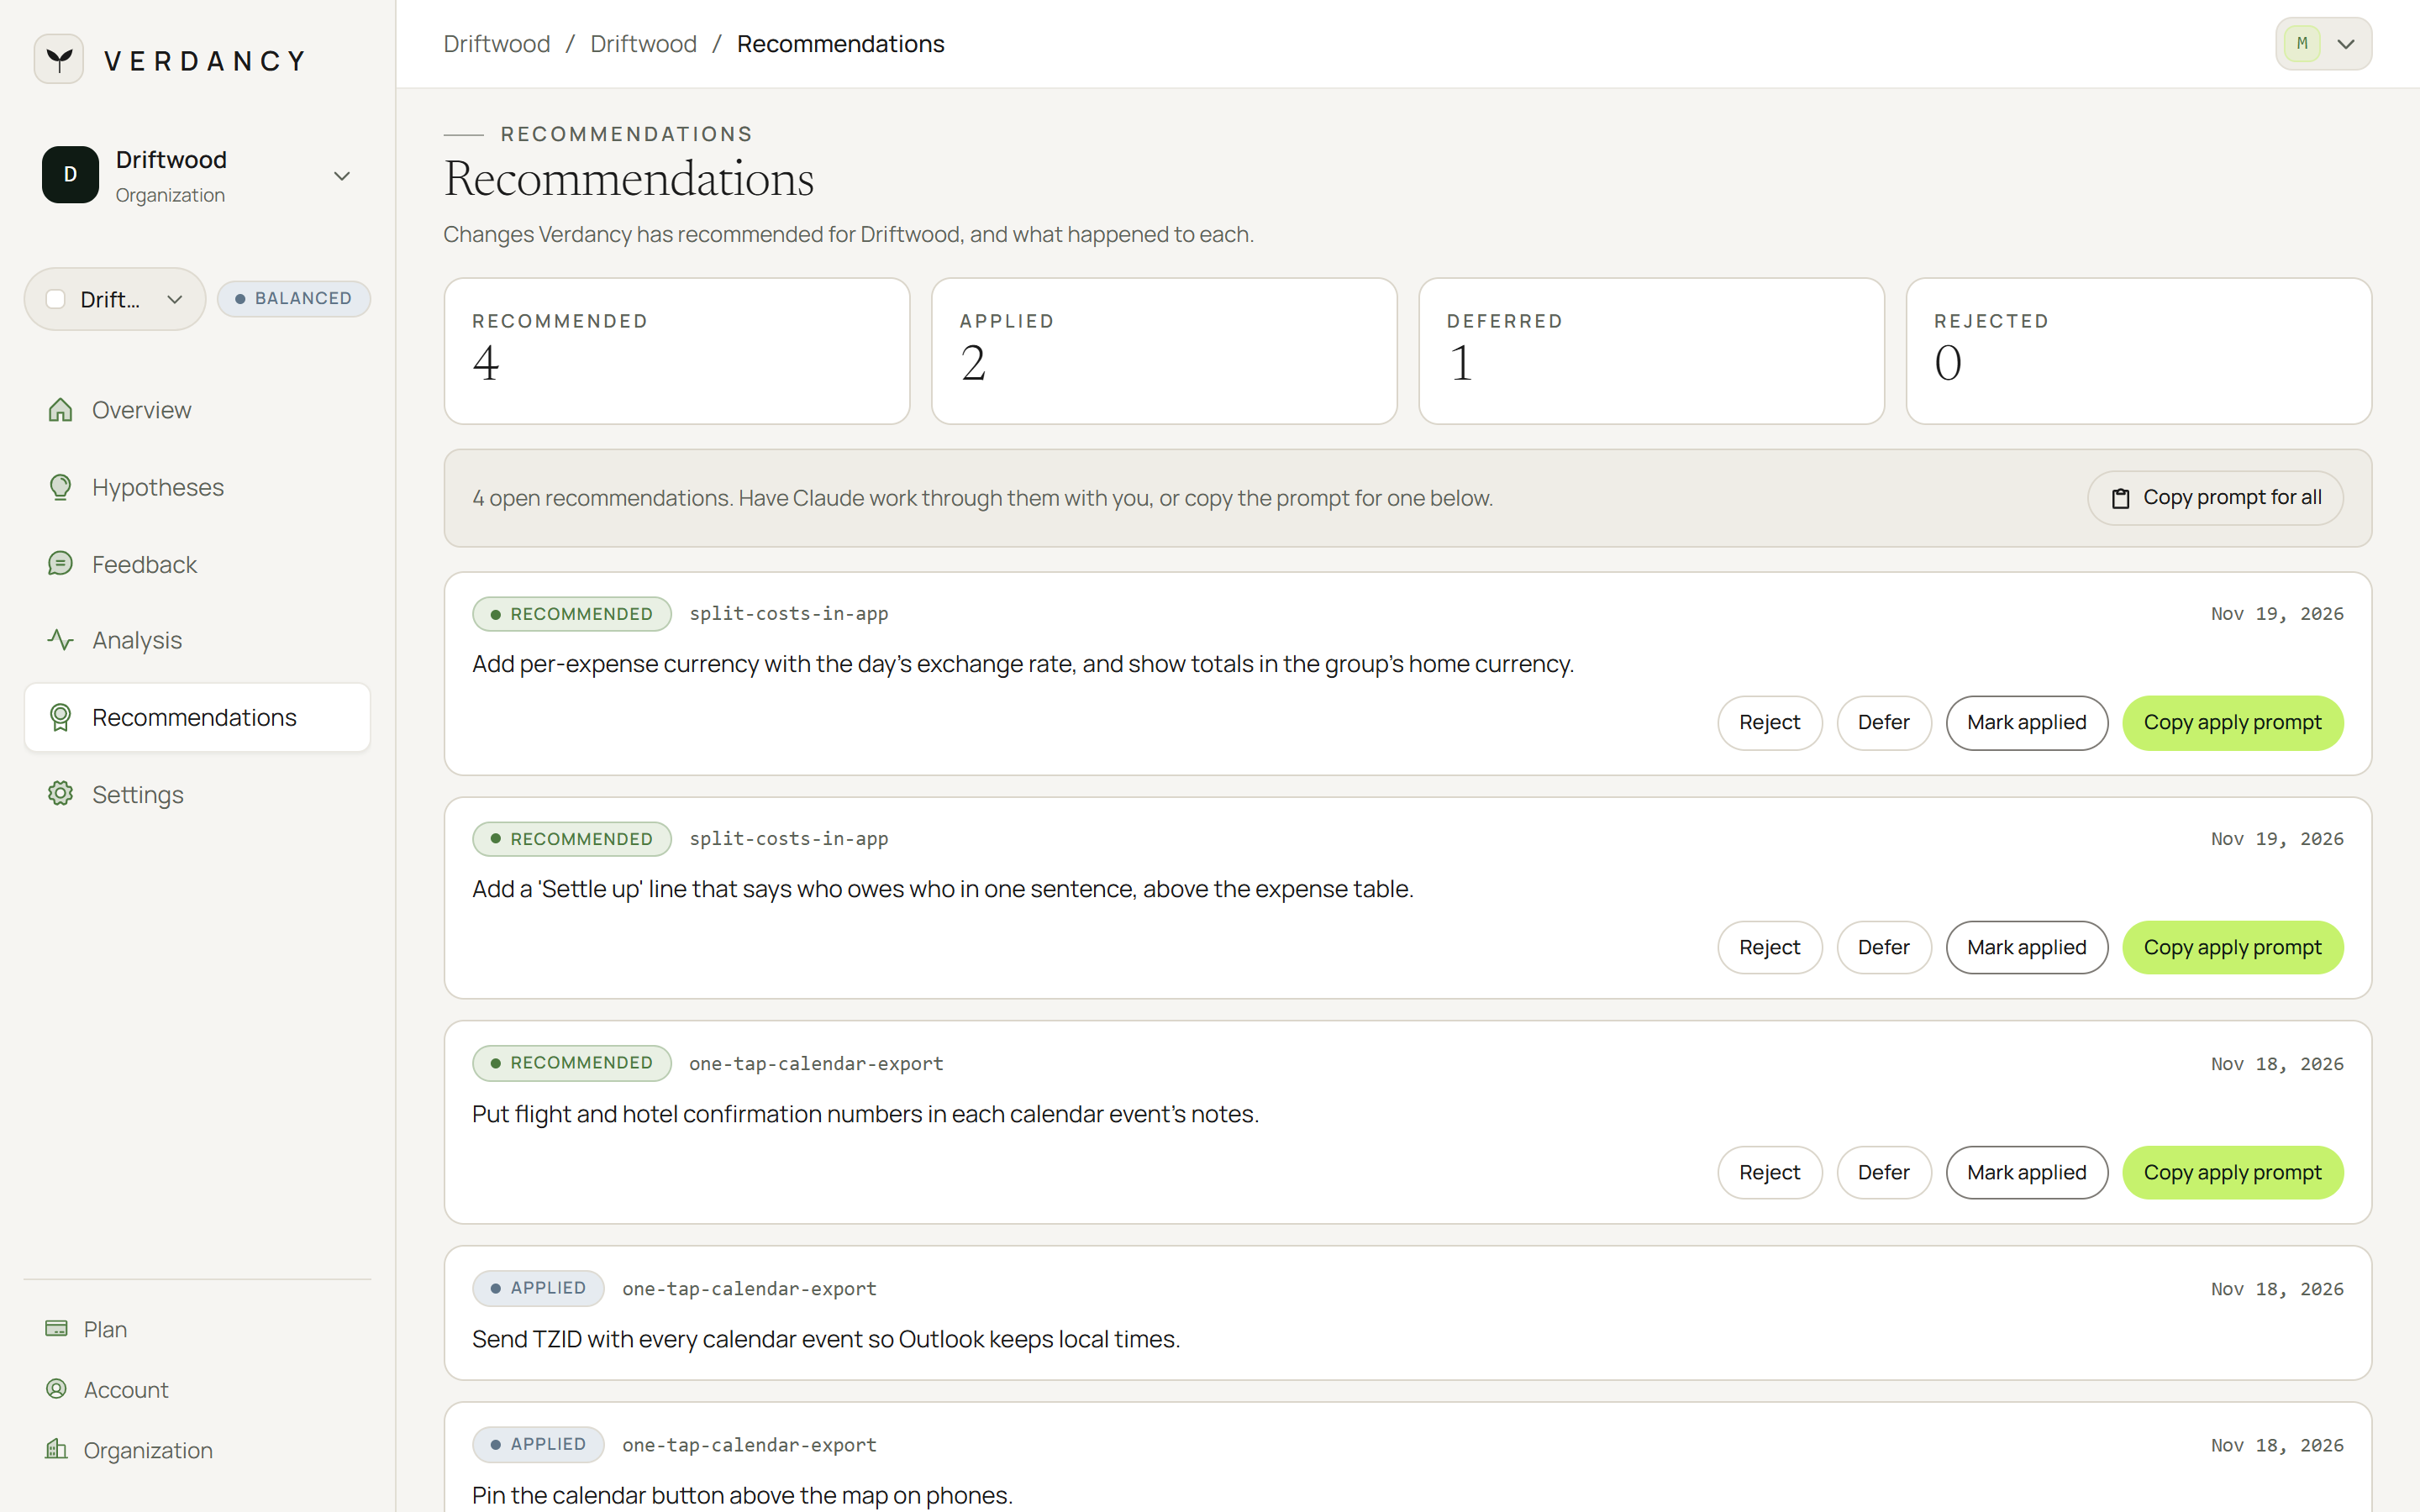 VERDANCY
D
Driftwood
Organization
Drift...
BALANCED
Overview
Hypotheses
Feedback
Analysis
Recommendations
Settings
Plan
Account
Organization
Driftwood / Driftwood / Recommendations
M
RECOMMENDATIONS
Recommendations
Changes Verdancy has recommended for Driftwood, and what happened to each.
RECOMMENDED
4
APPLIED
2
DEFERRED
1
REJECTED
0
4 open recommendations. Have Claude work through them with you, or copy the prompt for one below.
Copy prompt for all
RECOMMENDED split-costs-in-app Nov 19, 2026
Add per-expense currency with the day's exchange rate, and show totals in the group's home currency.
Reject Defer Mark applied Copy apply prompt
RECOMMENDED split-costs-in-app Nov 19, 2026
Add a 'Settle up' line that says who owes who in one sentence, above the expense table.
Reject Defer Mark applied Copy apply prompt
RECOMMENDED one-tap-calendar-export Nov 18, 2026
Put flight and hotel confirmation numbers in each calendar event's notes.
Reject Defer Mark applied Copy apply prompt
APPLIED one-tap-calendar-export Nov 18, 2026
Send TZID with every calendar event so Outlook keeps local times.
APPLIED one-tap-calendar-export Nov 18, 2026
Pin the calendar button above the map on phones.